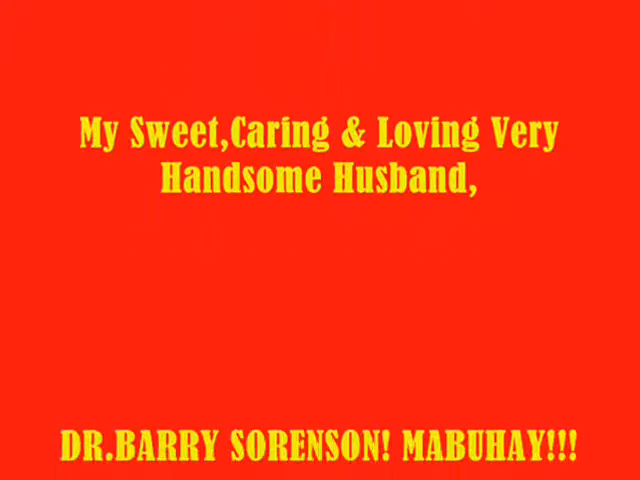 My Sweet,Caring & Loving Very
Handsome Husband,
DR.BARRY SORENSON! MABUHAY!!!